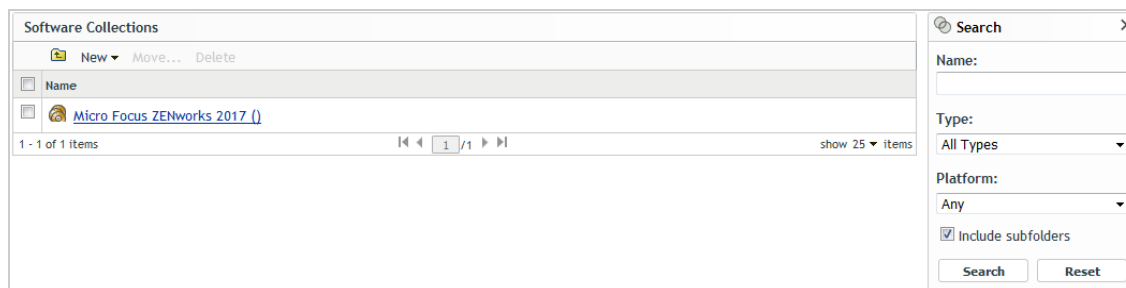 Software Collections
New Move... Delete
Name
Micro Focus ZENworks 2017 ()
1 - 1 of 1 items 1 /1 show 25 items
Search
Name:
Type:
All Types
Platform:
Any
Include subfolders
Search Reset